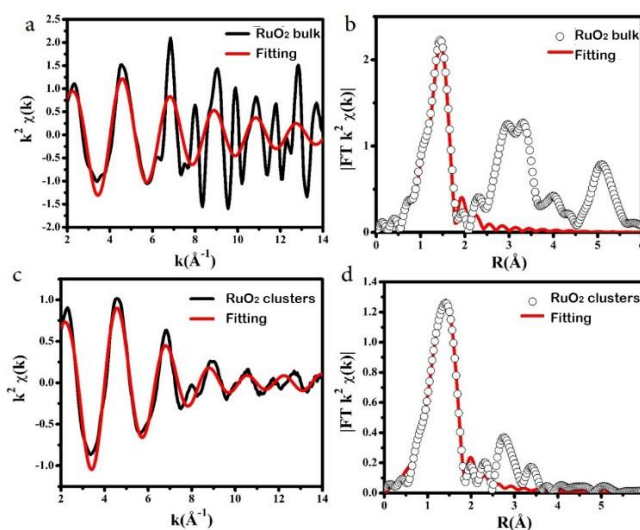 a
2.5
2.0
1.5
1.0
0.5
0.0
-0.5
-1.0
-1.5
-2.0
k² χ(k)
RuO₂ bulk
Fitting
2 4 6 8 10 12 14
k(Å⁻¹)
b
2
1
0
|FT k² χ(k)|
RuO₂ bulk
Fitting
0 1 2 3 4 5 6
R(Å)
c
1.0
0.5
0.0
-0.5
-1.0
k² χ(k)
RuO₂ clusters
Fitting
2 4 6 8 10 12 14
k(Å⁻¹)
d
1.4
1.2
1.0
0.8
0.6
0.4
0.2
0.0
|FT k² χ(k)|
RuO₂ clusters
Fitting
0 1 2 3 4 5 6
R(Å)